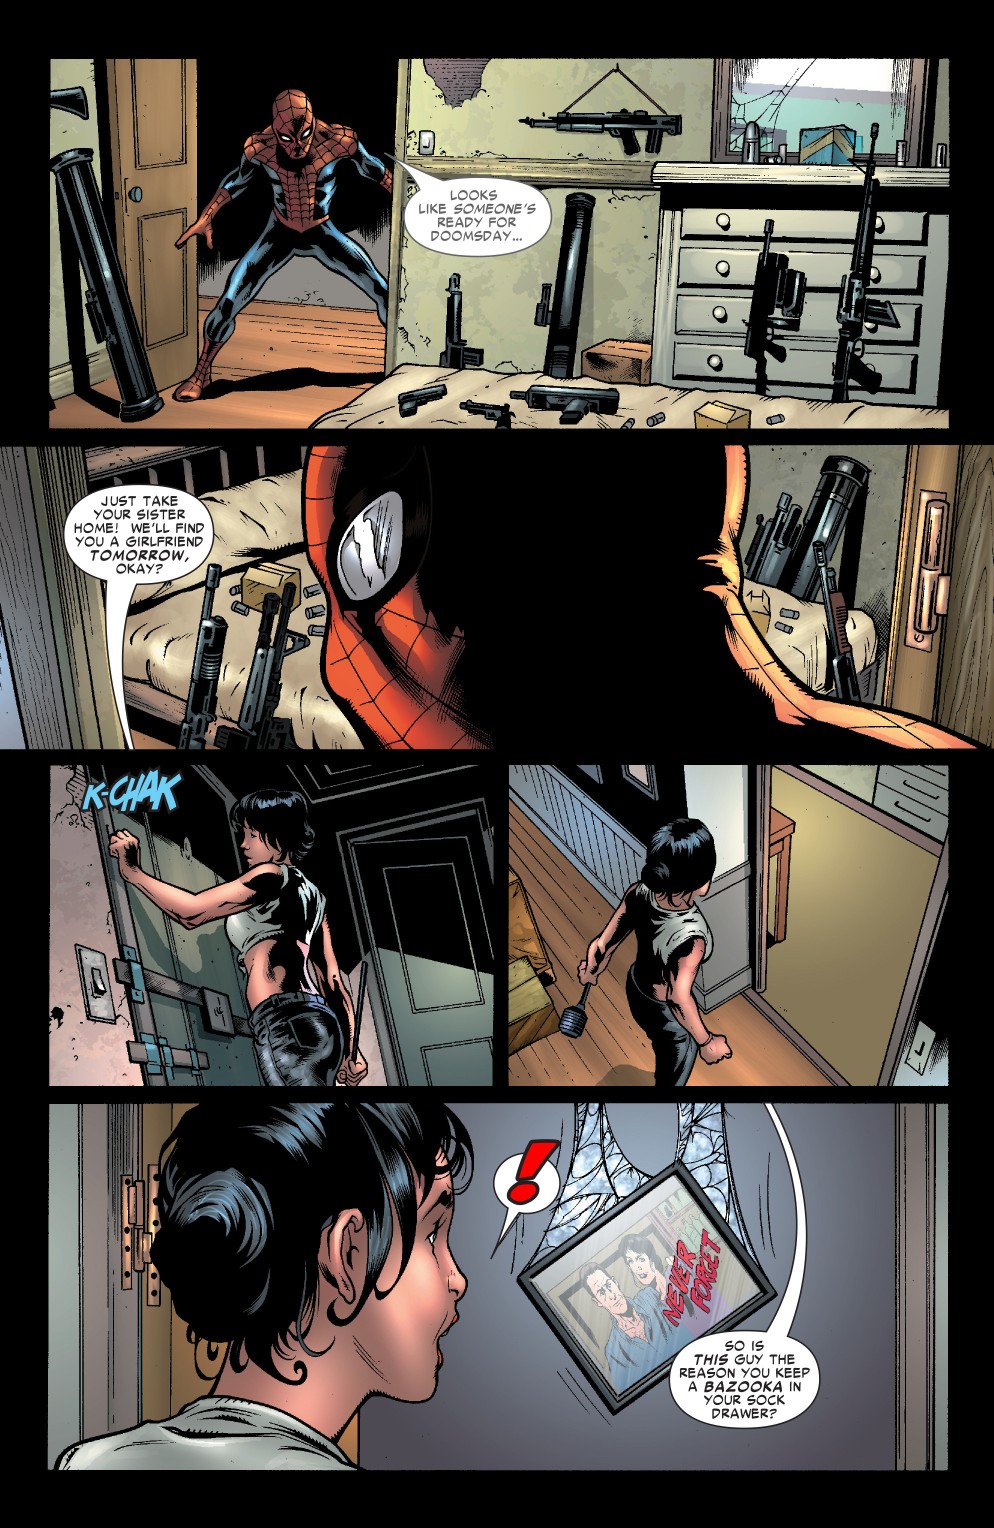 LOOKS
LIKE SOMEONE'S
READY FOR
DOOMSDAY...
JUST TAKE
YOUR SISTER
HOME! WE'LL FIND
YOU A GIRLFRIEND
TOMORROW,
OKAY?
K-CHAK
!
NEVER
FORGET
SO IS
THIS GUY THE
REASON YOU KEEP
A BAZOOKA IN
YOUR SOCK
DRAWER?